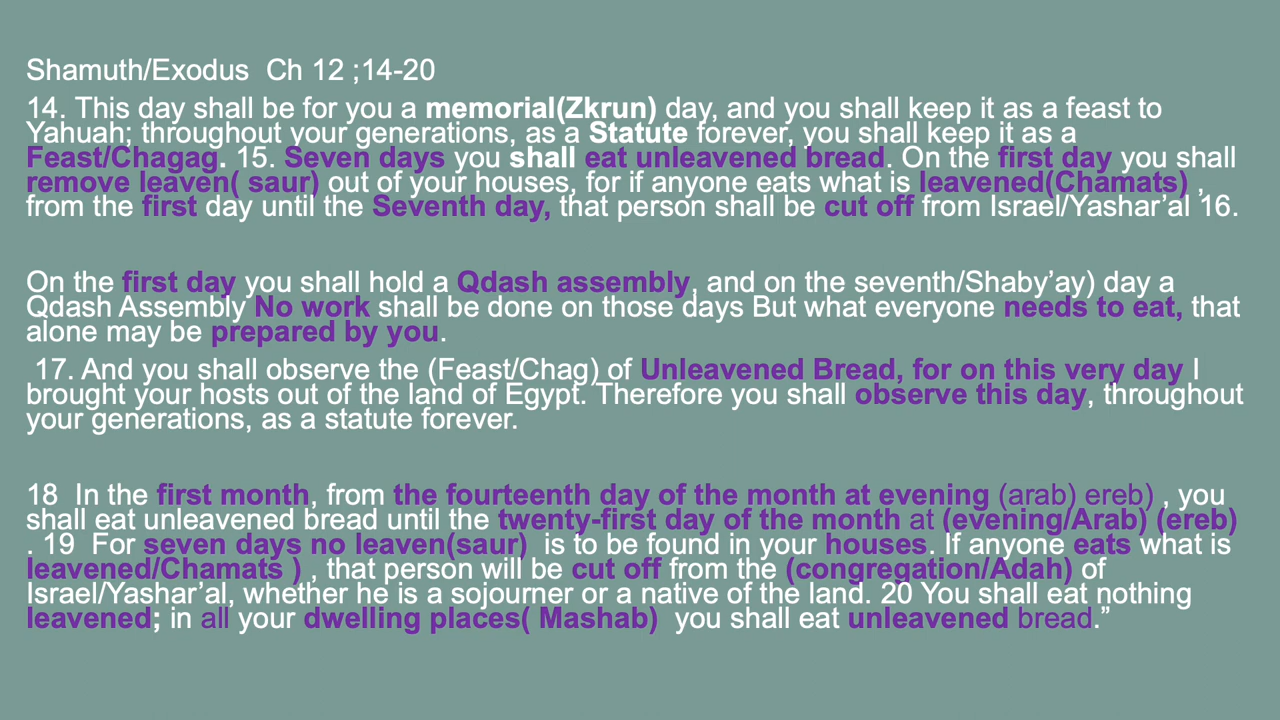 Shamuth/Exodus  Ch 12 ;14-20
14. This day shall be for you a memorial(Zkrun) day, and you shall keep it as a feast to
Yahuah; throughout your generations, as a Statute forever, you shall keep it as a
Feast/Chagag. 15. Seven days you shall eat unleavened bread. On the first day you shall
remove leaven( saur) out of your houses, for if anyone eats what is leavened(Chamats) ,
from the first day until the Seventh day, that person shall be cut off from Israel/Yashar’al 16.
On the first day you shall hold a Qdash assembly, and on the seventh/Shaby’ay) day a
Qdash Assembly No work shall be done on those days But what everyone needs to eat, that
alone may be prepared by you.
17. And you shall observe the (Feast/Chag) of Unleavened Bread, for on this very day I
brought your hosts out of the land of Egypt. Therefore you shall observe this day, throughout
your generations, as a statute forever.
18  In the first month, from the fourteenth day of the month at evening (arab) ereb) , you
shall eat unleavened bread until the twenty-first day of the month at (evening/Arab) (ereb)
. 19  For seven days no leaven(saur)  is to be found in your houses. If anyone eats what is
leavened/Chamats ) , that person will be cut off from the (congregation/Adah) of
Israel/Yashar’al, whether he is a sojourner or a native of the land. 20 You shall eat nothing
leavened; in all your dwelling places( Mashab)  you shall eat unleavened bread.”